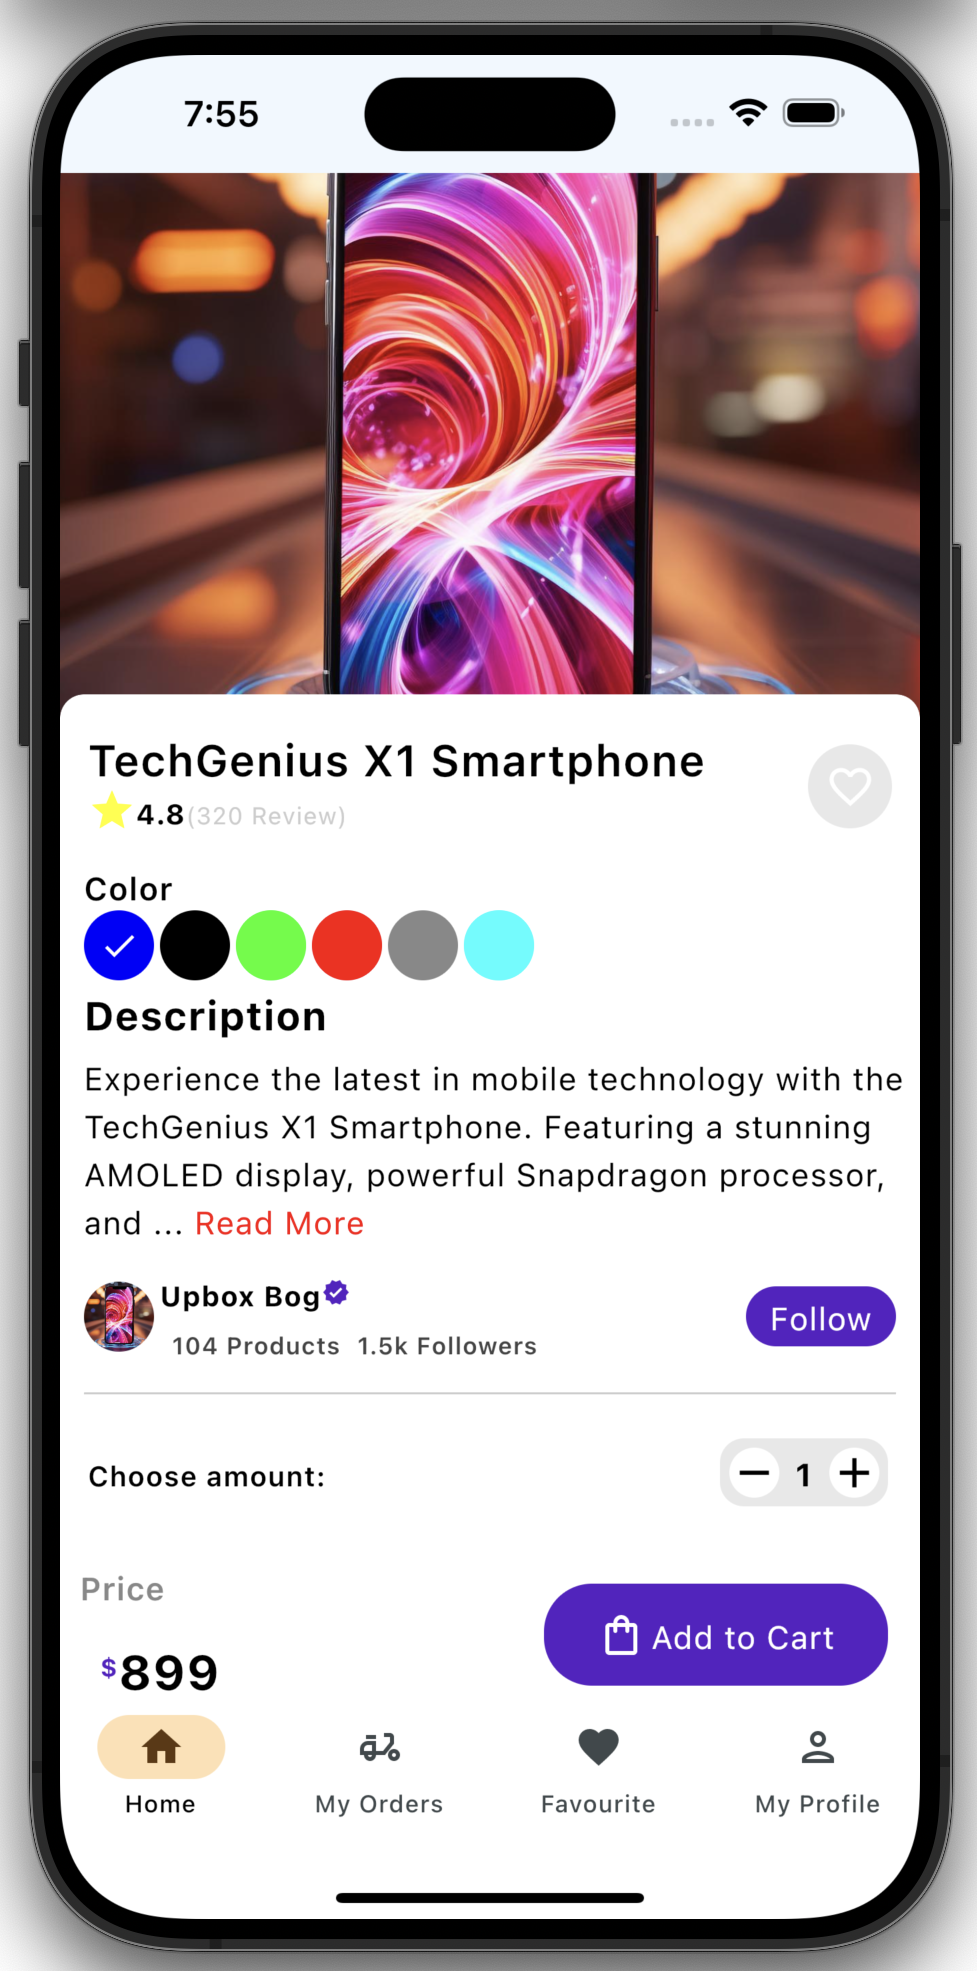 7:55
TechGenius X1 Smartphone
4.8(320 Review)
Color
Description
Experience the latest in mobile technology with the
TechGenius X1 Smartphone. Featuring a stunning
AMOLED display, powerful Snapdragon processor,
and ... Read More
Upbox Bog
104 Products 1.5k Followers
Follow
Choose amount:
1
Price
$899
Add to Cart
Home
My Orders
Favourite
My Profile